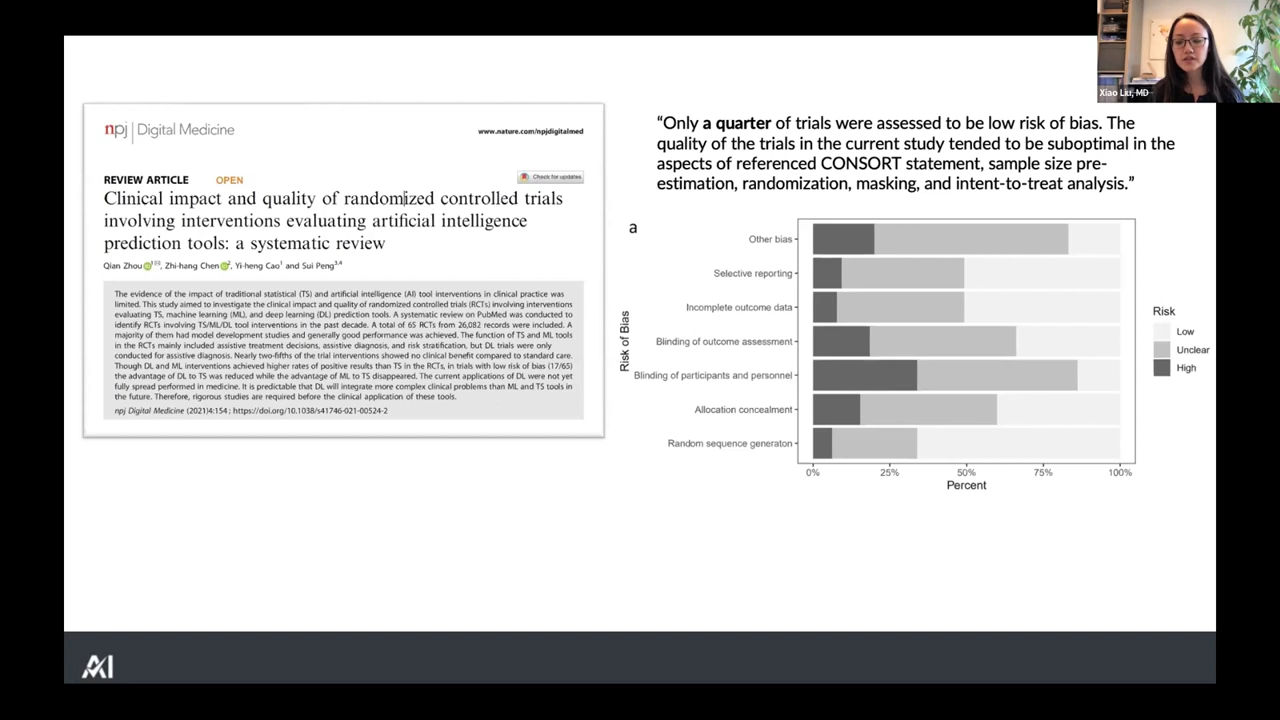 Xiao Liu, MD
npj | Digital Medicine
www.nature.com/npjdigitalmed
REVIEW ARTICLE OPEN
Check for updates
Clinical impact and quality of randomized controlled trials
involving interventions evaluating artificial intelligence
prediction tools: a systematic review
Qian Zhou, Zhi-hang Chen, Yi-heng Cao and Sui Peng
The evidence of the impact of traditional statistical (TS) and artificial intelligence (AI) tool interventions in clinical practice was
limited. This study aimed to investigate the clinical impact and quality of randomized controlled trials (RCTs) involving interventions
evaluating TS, machine learning (ML), and deep learning (DL) prediction tools. A systematic review on PubMed was conducted to
identify RCTs involving TS/ML/DL tool interventions in the past decade. A total of 65 RCTs from 26,082 records were included. A
majority of them had model development studies and generally good performance was achieved. The function of TS and ML tools
in the RCTs mainly included assistive treatment decisions, assistive diagnosis, and risk stratification, but DL trials were only
conducted for assistive diagnosis. Nearly two-fifths of the trial interventions showed no clinical benefit compared to standard care.
Though DL and ML interventions achieved higher rates of positive results than TS in the RCTs, in trials with low risk of bias (17/65)
the advantage of DL to TS was reduced while the advantage of ML to TS disappeared. The current applications of DL were not yet
fully spread performed in medicine. It is predictable that DL will integrate more complex clinical problems than ML and TS tools in
the future. Therefore, rigorous studies are required before the clinical application of these tools.
npj Digital Medicine (2021)4:154 ; https://doi.org/10.1038/s41746-021-00524-2
“Only a quarter of trials were assessed to be low risk of bias. The
quality of the trials in the current study tended to be suboptimal in the
aspects of referenced CONSORT statement, sample size pre-
estimation, randomization, masking, and intent-to-treat analysis.”
a
Risk of Bias
Other bias
Selective reporting
Incomplete outcome data
Blinding of outcome assessment
Blinding of participants and personnel
Allocation concealment
Random sequence generaton
0% 25% 50% 75% 100%
Percent
Risk
Low
Unclear
High
AI